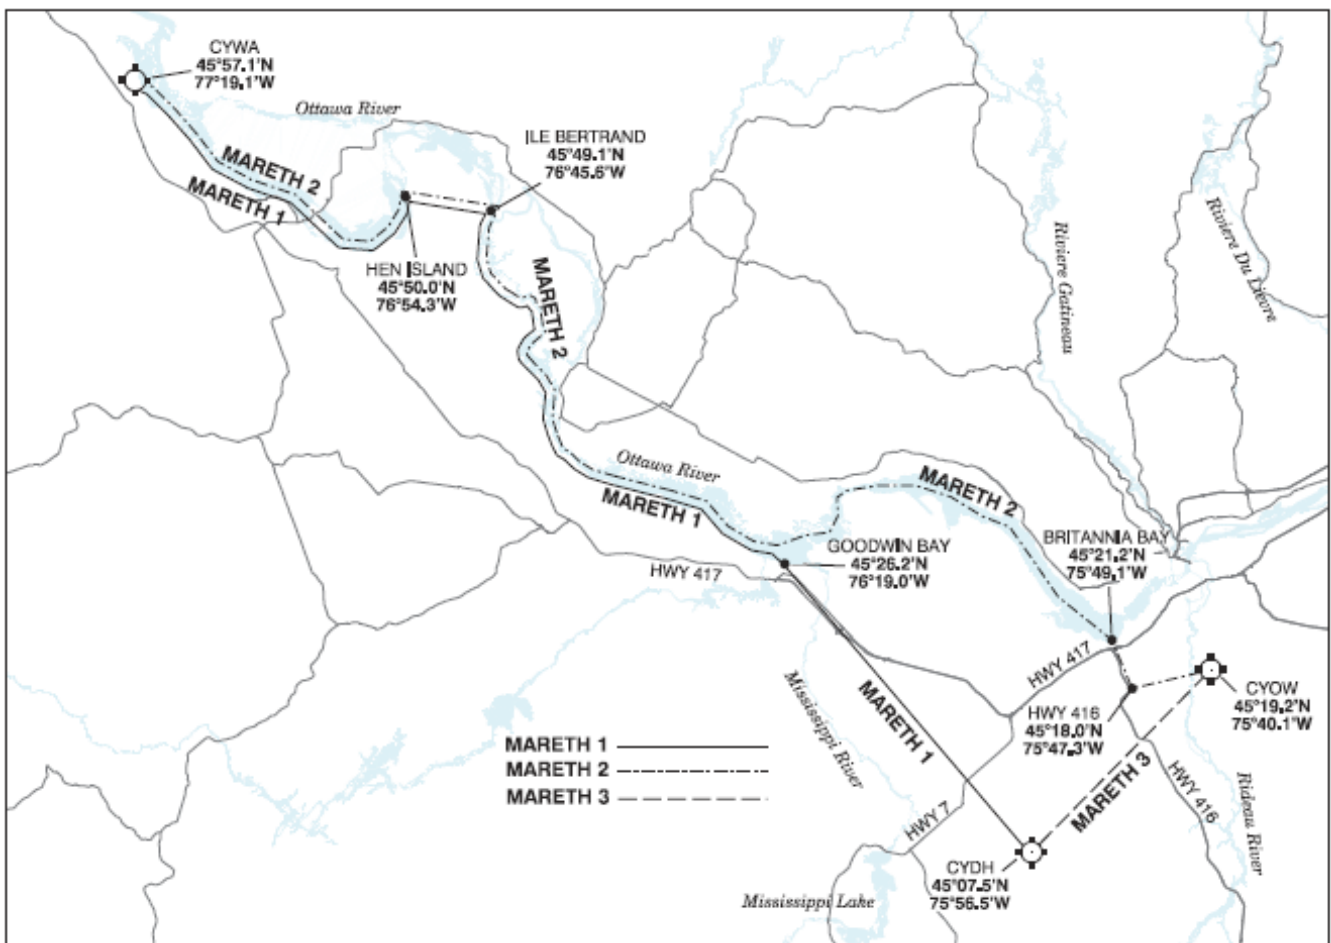 CYWA
45°57.1'N
77°19.1'W
Ottawa River
ILE BERTRAND
45°49.1'N
76°45.6'W
MARETH 2
MARETH 1
HEN ISLAND
45°50.0'N
76°54.3'W
MARETH 2
Riviere Gatineau
Riviere Du Lievre
Ottawa River
MARETH 1
MARETH 2
GOODWIN BAY
45°26.2'N
76°19.0'W
BRITANNIA BAY
45°21.2'N
75°49.1'W
HWY 417
HWY 417
CYOW
45°19.2'N
75°40.1'W
HWY 416
45°18.0'N
75°47.3'W
Mississippi River
MARETH 1
MARETH 1
MARETH 2
MARETH 3
MARETH 3
HWY 416
Rideau River
HWY 7
CYDH
45°07.5'N
75°56.5'W
Mississippi Lake